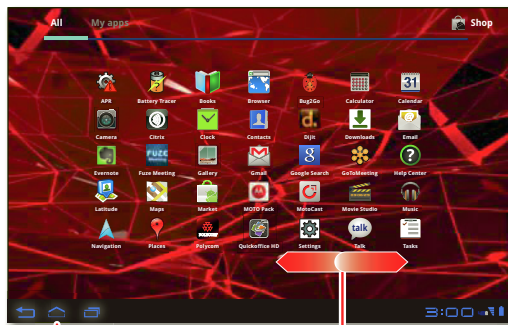 All My apps Shop
APR Battery Tracer Books Browser Bug2Go Calculator Calendar
31
Camera Citrix Clock Contacts Dijit Downloads Email
d.
Evernote Fuze Meeting Gallery Gmail Google Search GoToMeeting Help Center
FUZE
Meeting
g
?
Latitude Maps Market MOTO Pack MotoCast Movie Studio Music
Navigation Places Polycom Quickoffice HD Settings Talk Tasks
talk
3:00